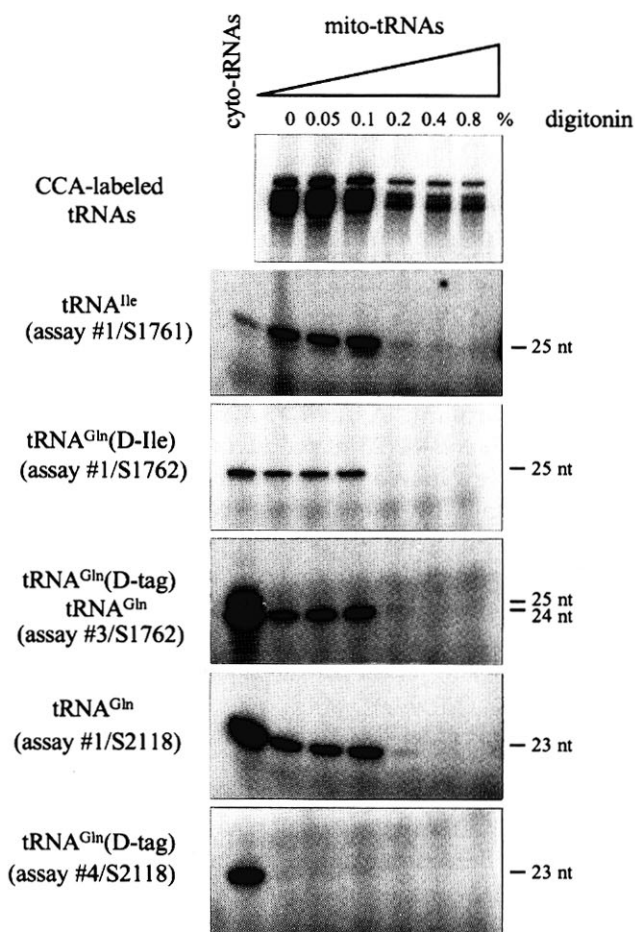 mito-tRNAs
cyto-tRNAs
0 0.05 0.1 0.2 0.4 0.8 % digitonin
CCA-labeled
tRNAs
tRNAIle
(assay #1/S1761)
25 nt
tRNAGln(D-Ile)
(assay #1/S1762)
25 nt
tRNAGln(D-tag)
tRNAGln
(assay #3/S1762)
25 nt
24 nt
tRNAGln
(assay #1/S2118)
23 nt
tRNAGln(D-tag)
(assay #4/S2118)
23 nt